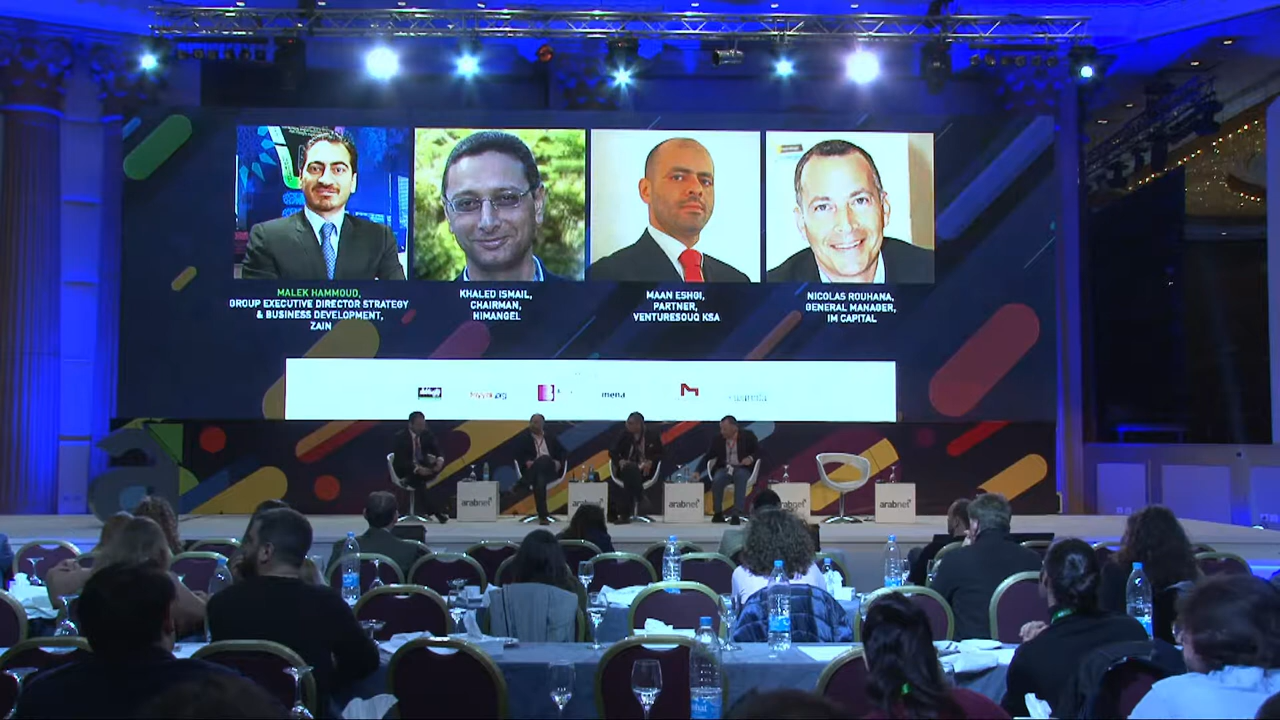 MALEK HAMMOUD,
GROUP EXECUTIVE DIRECTOR STRATEGY
& BUSINESS DEVELOPMENT,
ZAIN
KHALED ISMAIL,
CHAIRMAN,
HIMANGEL
MAAN ESHGI,
PARTNER,
VENTURESOUQ KSA
NICOLAS ROUHANA,
GENERAL MANAGER,
IM CAPITAL
mena
arabnet
arabnet
arabnet
arabnet
arabnet